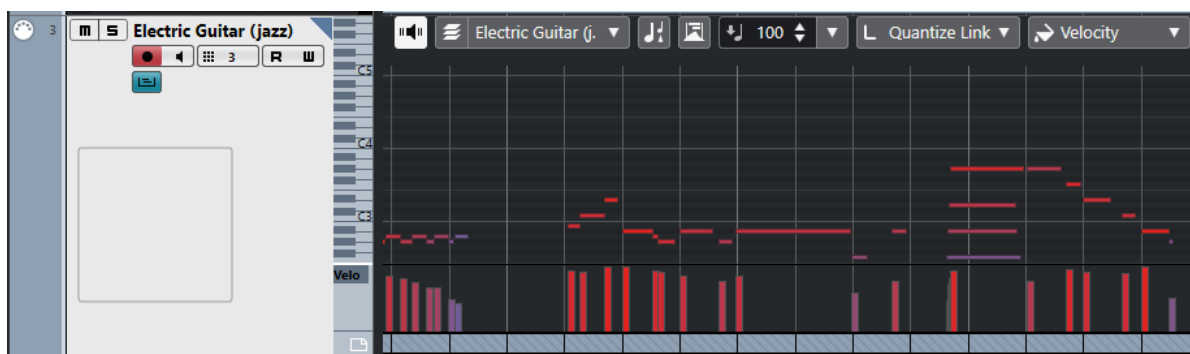 3 M S Electric Guitar (jazz)
3 R W
Electric Guitar (j. 100 L Quantize Link Velocity
C5
C4
C3
Velo